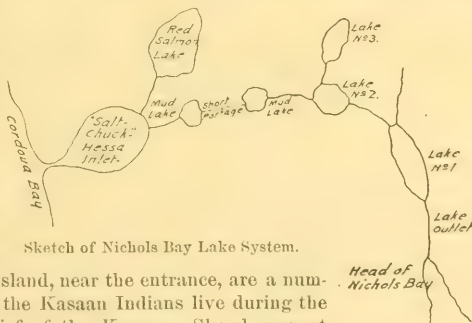 Red
Salmon
Lake
Lake
Nº3.
Lake
Nº2.
Mud
Lake
Short
Portage
Mud
Lake
"Salt-
Chuck"
Hessa
Inlet.
Cordova Bay
Lake
Nº1
Lake
Outlet
Head of
Nichols Bay
Sketch of Nichols Bay Lake System.
sland, near the entrance, are a num-
the Kasaan Indians live during the